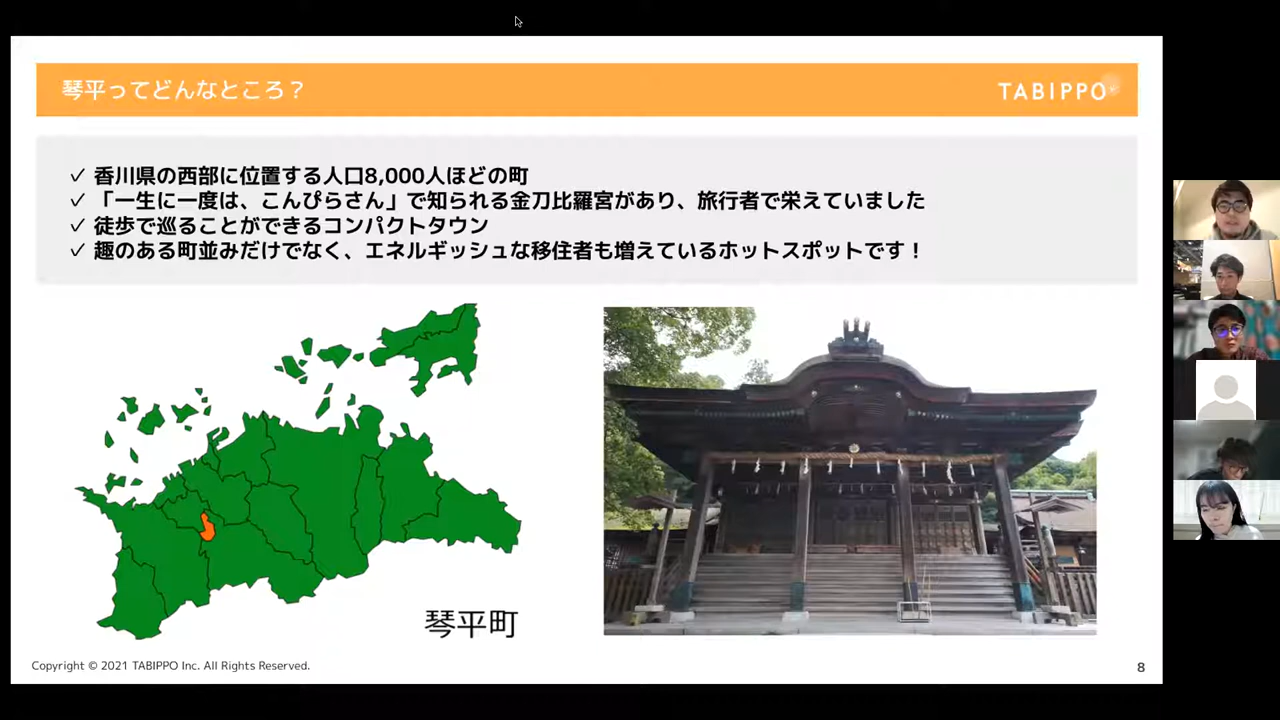 琴平ってどんなところ？
TABIPPO
✓ 香川県の西部に位置する人口8,000人ほどの町
✓ 「一生に一度は、こんぴらさん」で知られる金刀比羅宮があり、旅行者で栄えていました
✓ 徒歩で巡ることができるコンパクトタウン
✓ 趣のある町並みだけでなく、エネルギッシュな移住者も増えているホットスポットです！
琴平町
Copyright © 2021 TABIPPO Inc. All Rights Reserved.
8